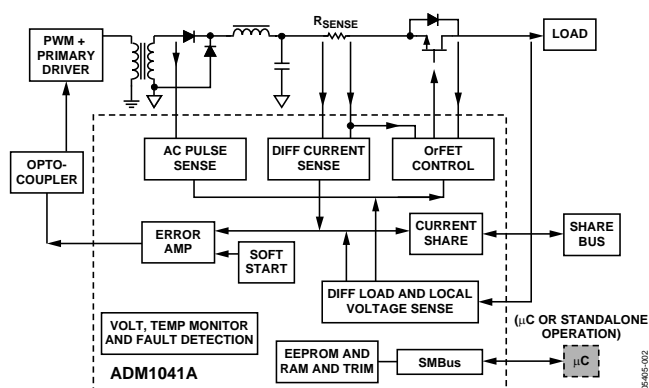 PWM +
PRIMARY
DRIVER
RSENSE
LOAD
OPTO-
COUPLER
AC PULSE
SENSE
DIFF CURRENT
SENSE
OrFET
CONTROL
ERROR
AMP
SOFT
START
CURRENT
SHARE
SHARE
BUS
DIFF LOAD AND LOCAL
VOLTAGE SENSE
VOLT, TEMP MONITOR
AND FAULT DETECTION
(μC OR STANDALONE
OPERATION)
EEPROM AND
RAM AND TRIM
SMBus
μC
ADM1041A
05405-002